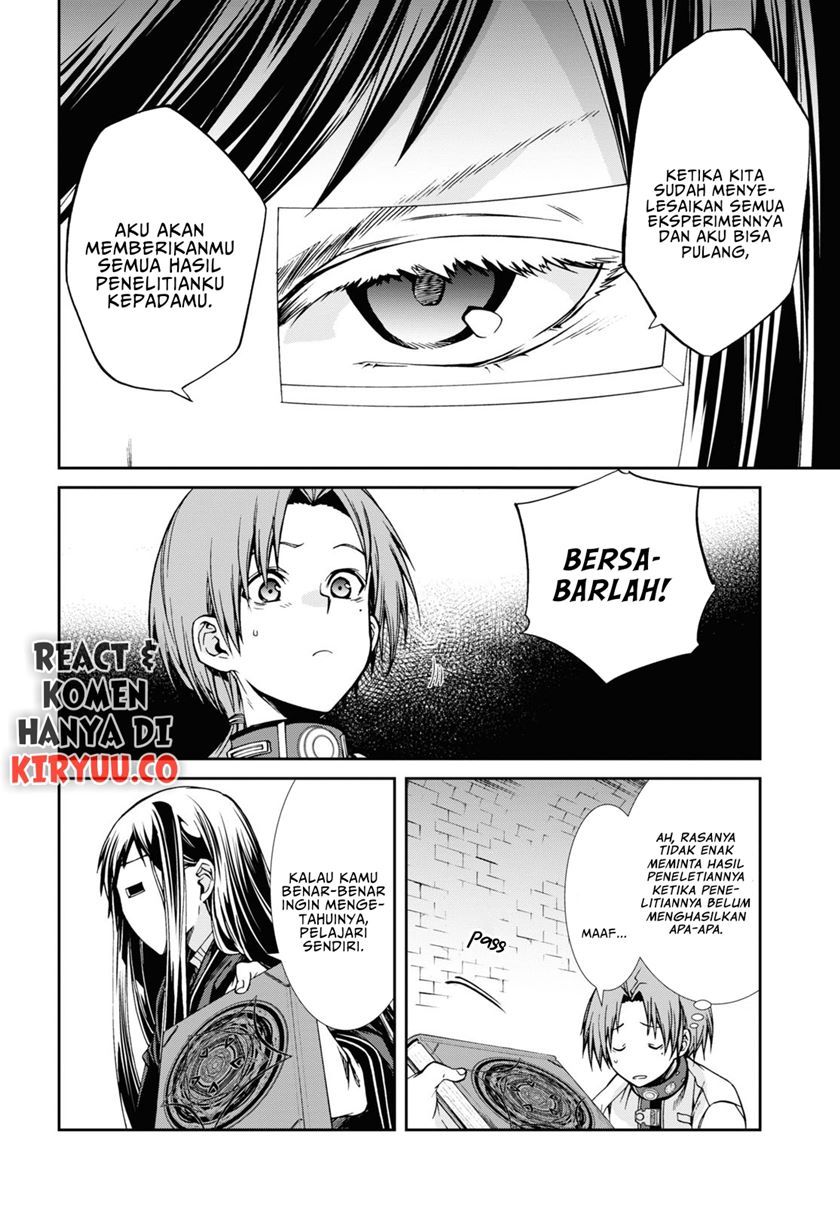 KETIKA KITA
SUDAH MENYE-
LESAIKAN SEMUA
EKSPERIMENNYA
DAN AKU BISA
PULANG,
AKU AKAN
MEMBERIKANMU
SEMUA HASIL
PENELITIANKU
KEPADAMU.
BERSA-
BARLAH!
REACT &
KOMEN
HANYA DI
KIRYUU.CO
AH, RASANYA
TIDAK ENAK
MEMINTA HASIL
PENELETIANNYA
KETIKA PENE-
LITIANNYA BELUM
MENGHASILKAN
APA-APA.
MAAF...
pass
KALAU KAMU
BENAR-BENAR
INGIN MENGE-
TAHUINYA,
PELAJARI
SENDIRI.